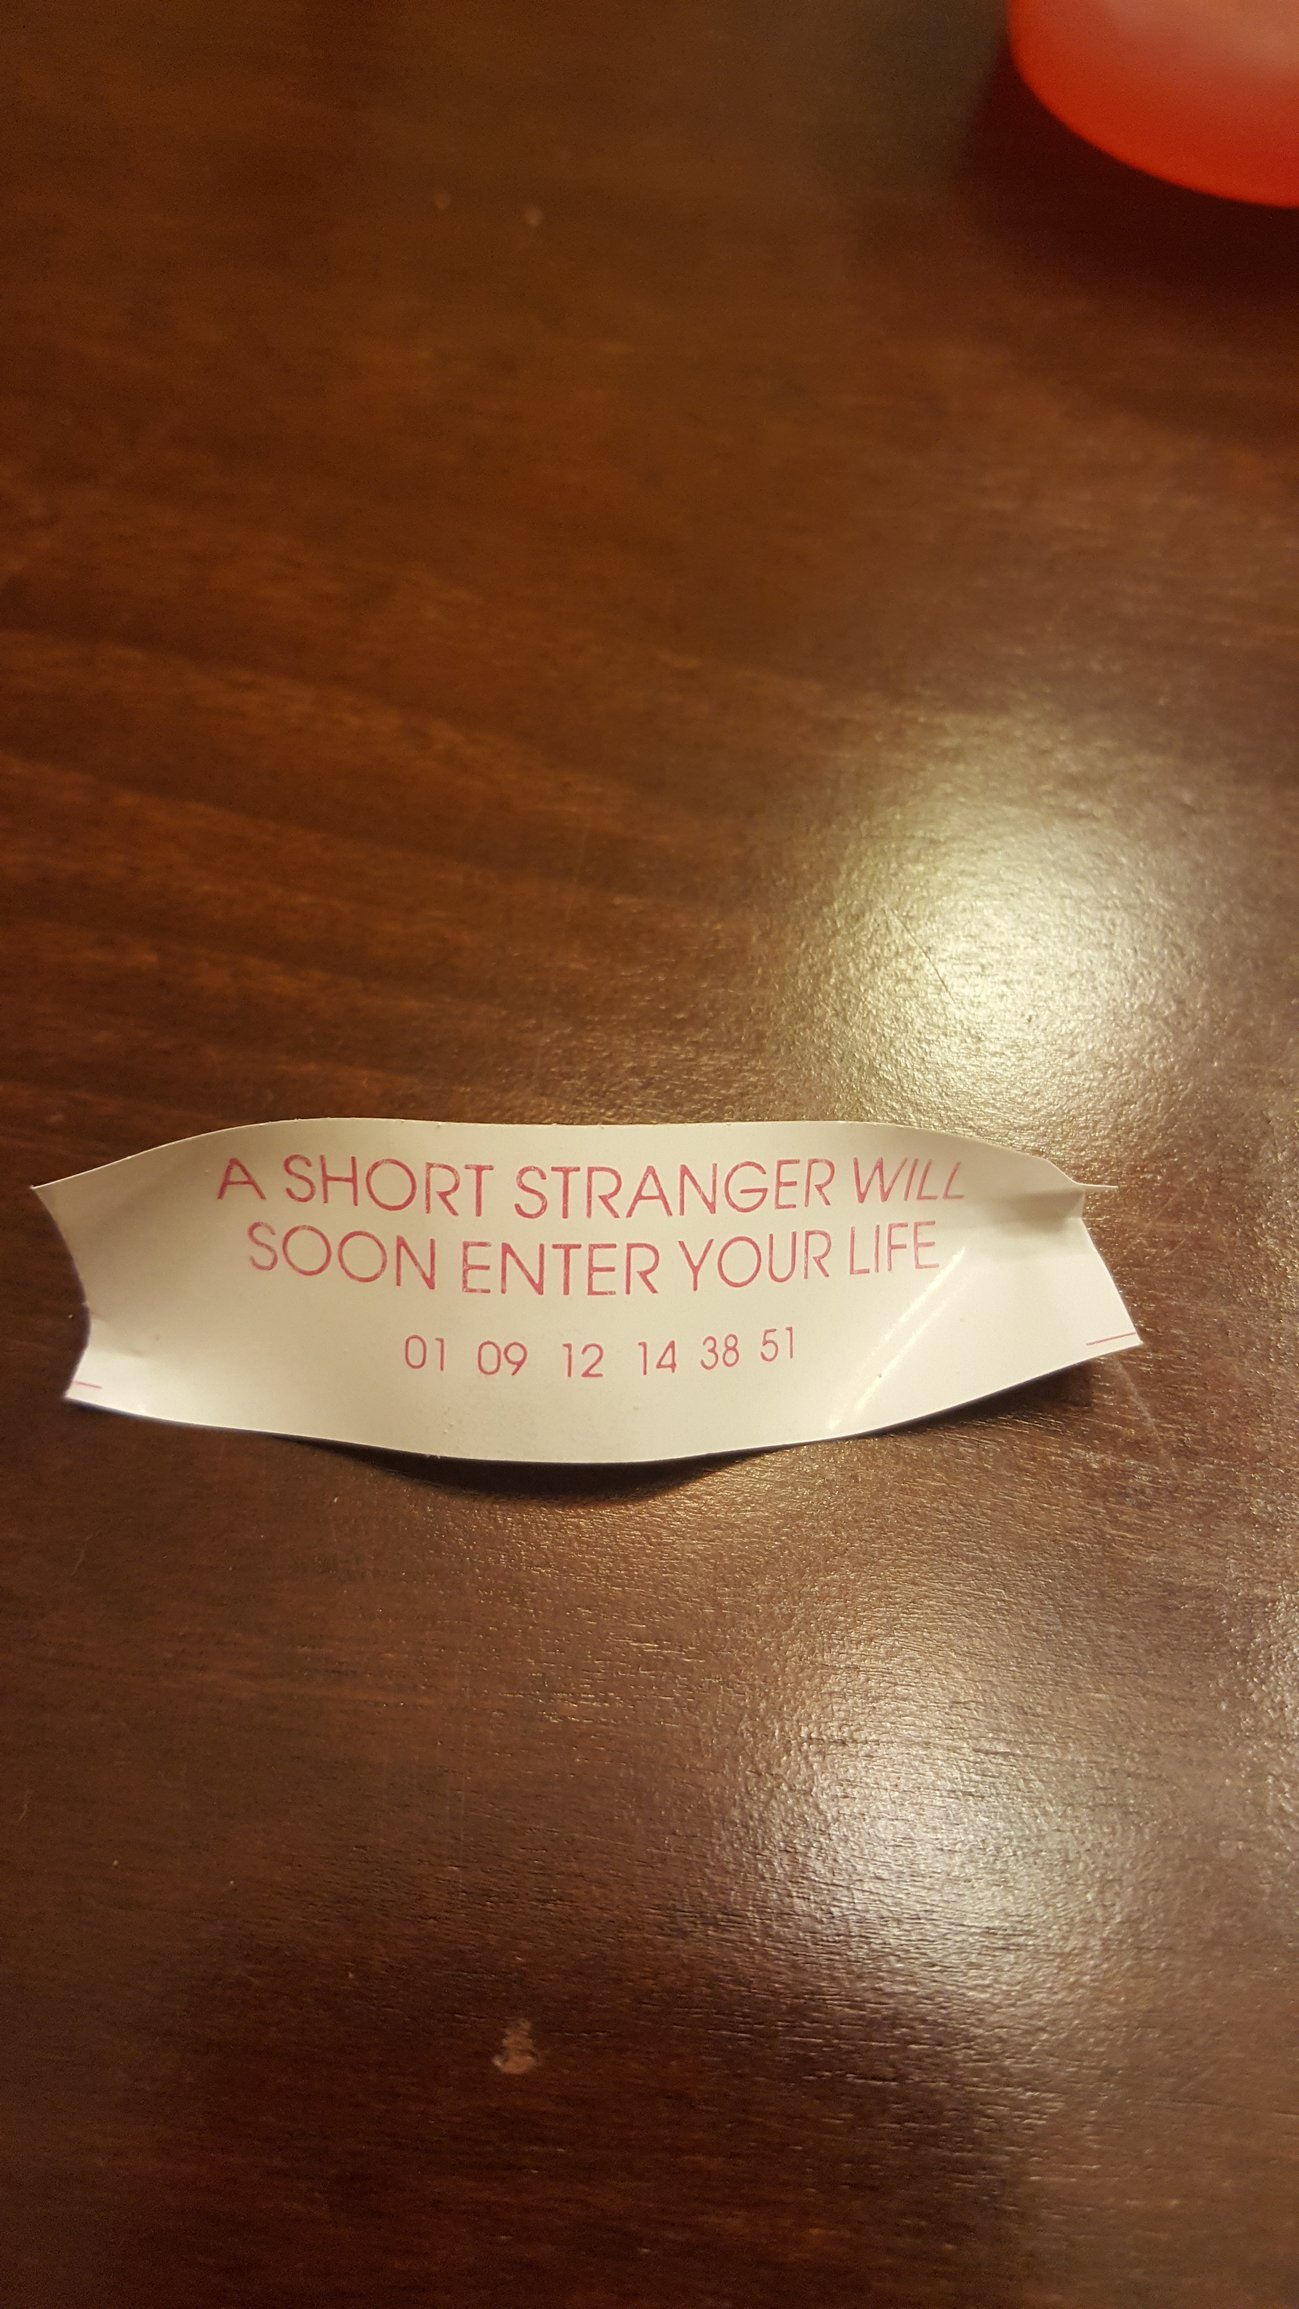 A SHORT STRANGER WILL
SOON ENTER YOUR LIFE
01 09 12 14 38 51